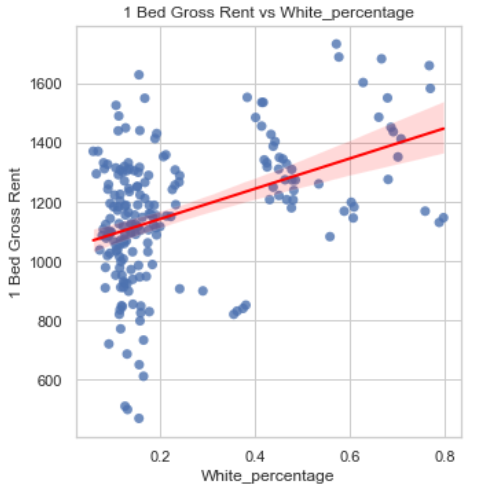 1 Bed Gross Rent vs White_percentage
1 Bed Gross Rent
1600
1400
1200
1000
800
600
0.2 0.4 0.6 0.8
White_percentage